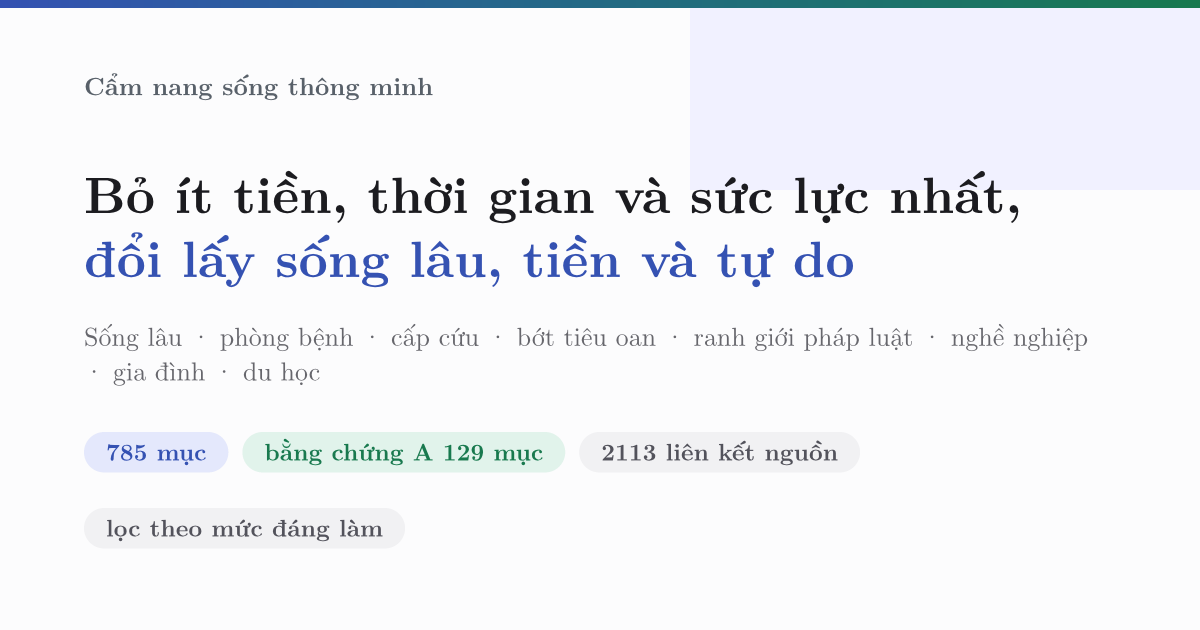 Cẩm nang sống thông minh
Bỏ ít tiền, thời gian và sức lực nhất,
đổi lấy sống lâu, tiền và tự do
Sống lâu · phòng bệnh · cấp cứu · bớt tiêu oan · ranh giới pháp luật · nghề nghiệp
· gia đình · du học
785 mục bằng chứng A 129 mục 2113 liên kết nguồn
lọc theo mức đáng làm